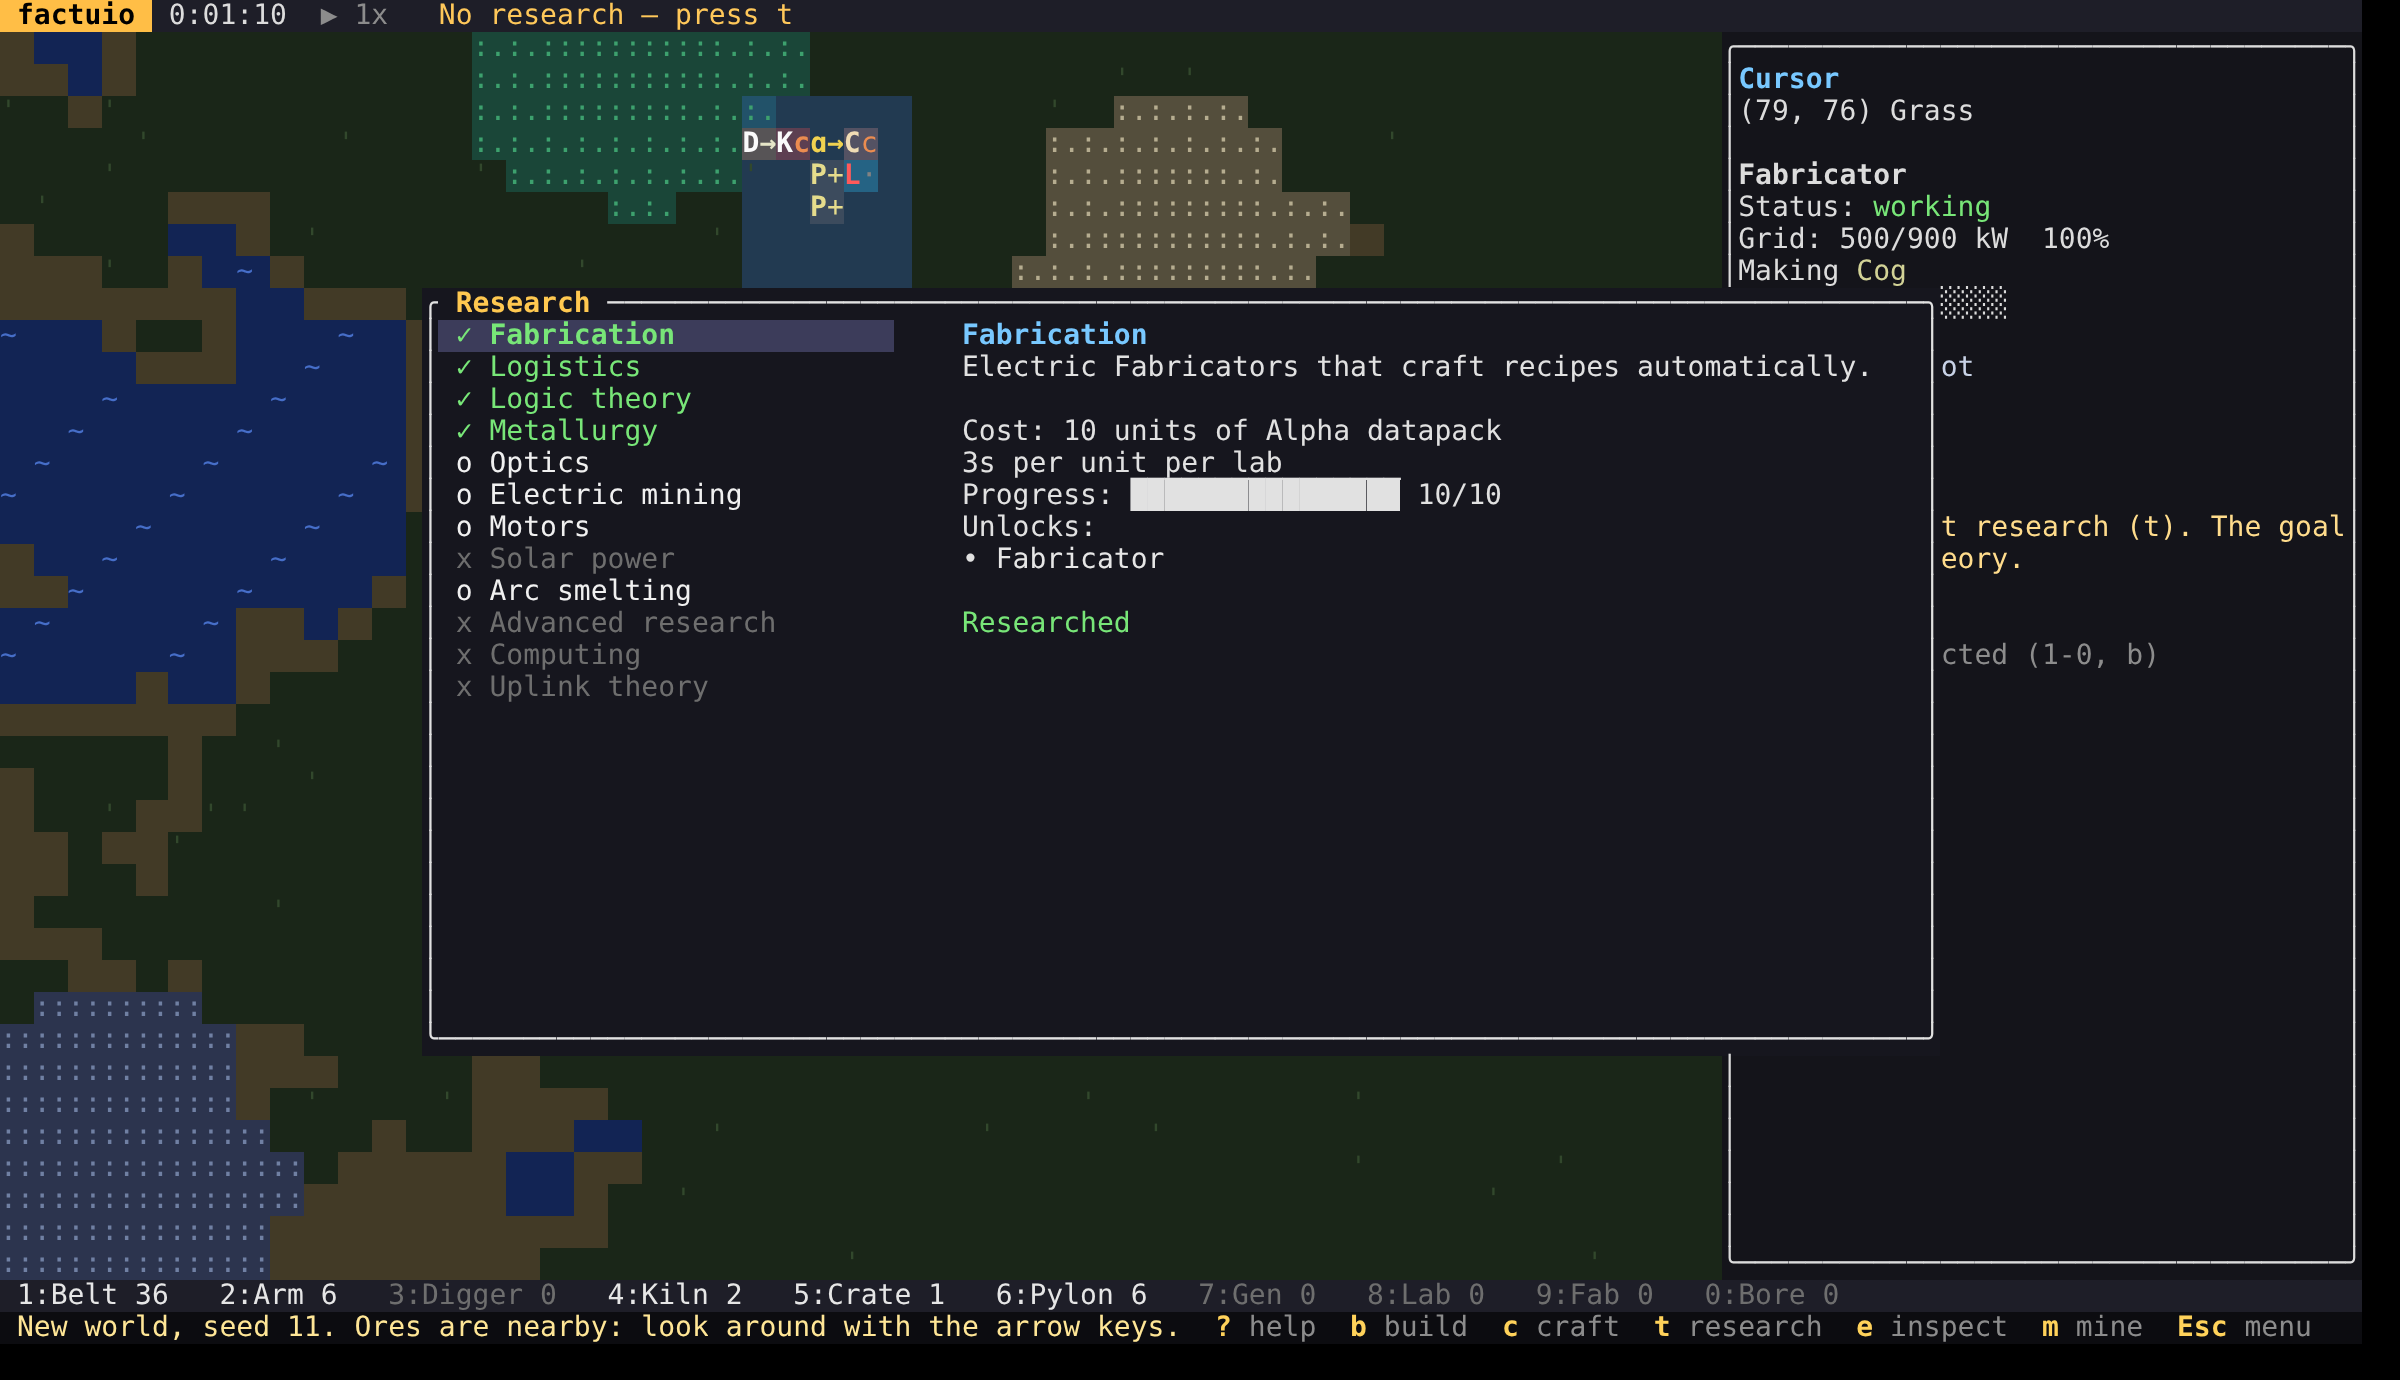 factuio 0:01:10 ▶ 1x No research — press t
Cursor
(79, 76) Grass
D→Kcα→Cc
P+L·
Fabricator
P+
Status: working
Grid: 500/900 kW 100%
Making Cog
Research
✓ Fabrication
✓ Logistics
✓ Logic theory
✓ Metallurgy
o Optics
o Electric mining
o Motors
x Solar power
o Arc smelting
x Advanced research
x Computing
x Uplink theory
Fabrication
Electric Fabricators that craft recipes automatically.
Cost: 10 units of Alpha datapack
3s per unit per lab
Progress: 10/10
Unlocks:
• Fabricator
Researched
ot
t research (t). The goal
eory.
cted (1-0, b)
1:Belt 36 2:Arm 6 3:Digger 0 4:Kiln 2 5:Crate 1 6:Pylon 6 7:Gen 0 8:Lab 0 9:Fab 0 0:Bore 0
New world, seed 11. Ores are nearby: look around with the arrow keys. ? help b build c craft t research e inspect m mine Esc menu